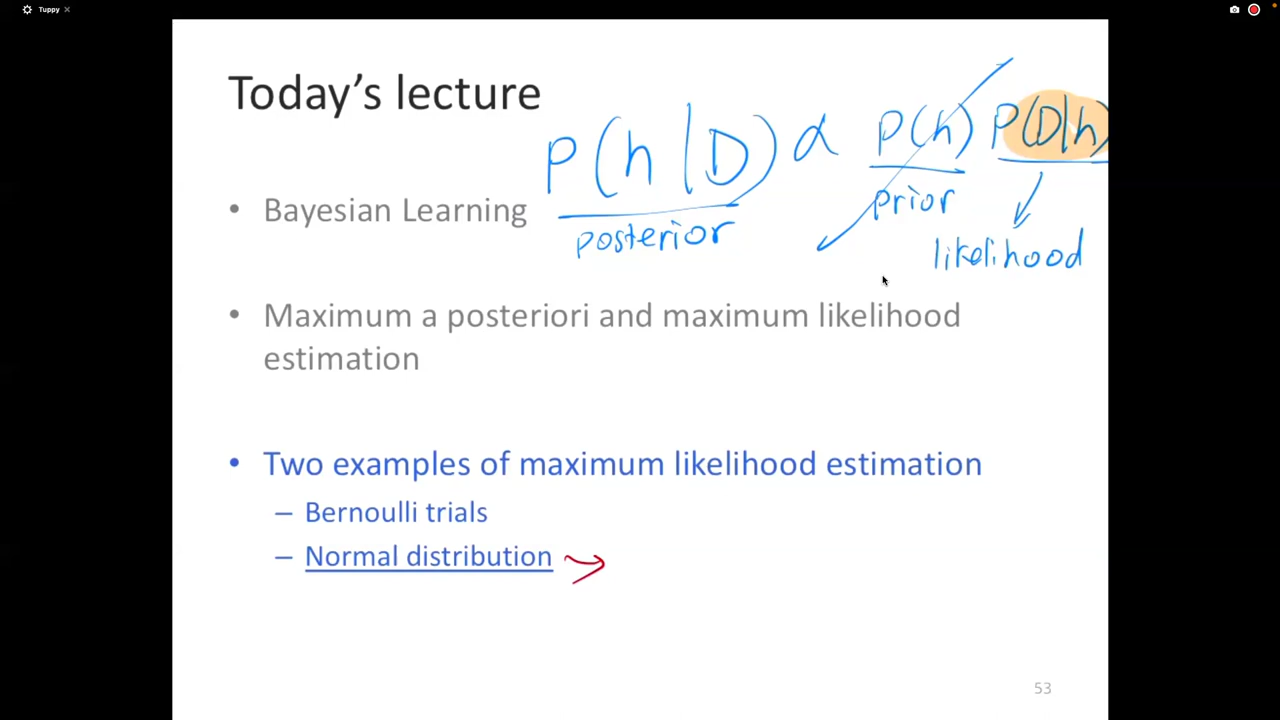 Tuppy
Today's lecture
P(h|D) ∝ P(h) P(D|h)
posterior
prior
likelihood
• Bayesian Learning
• Maximum a posteriori and maximum likelihood
estimation
• Two examples of maximum likelihood estimation
– Bernoulli trials
– Normal distribution
53